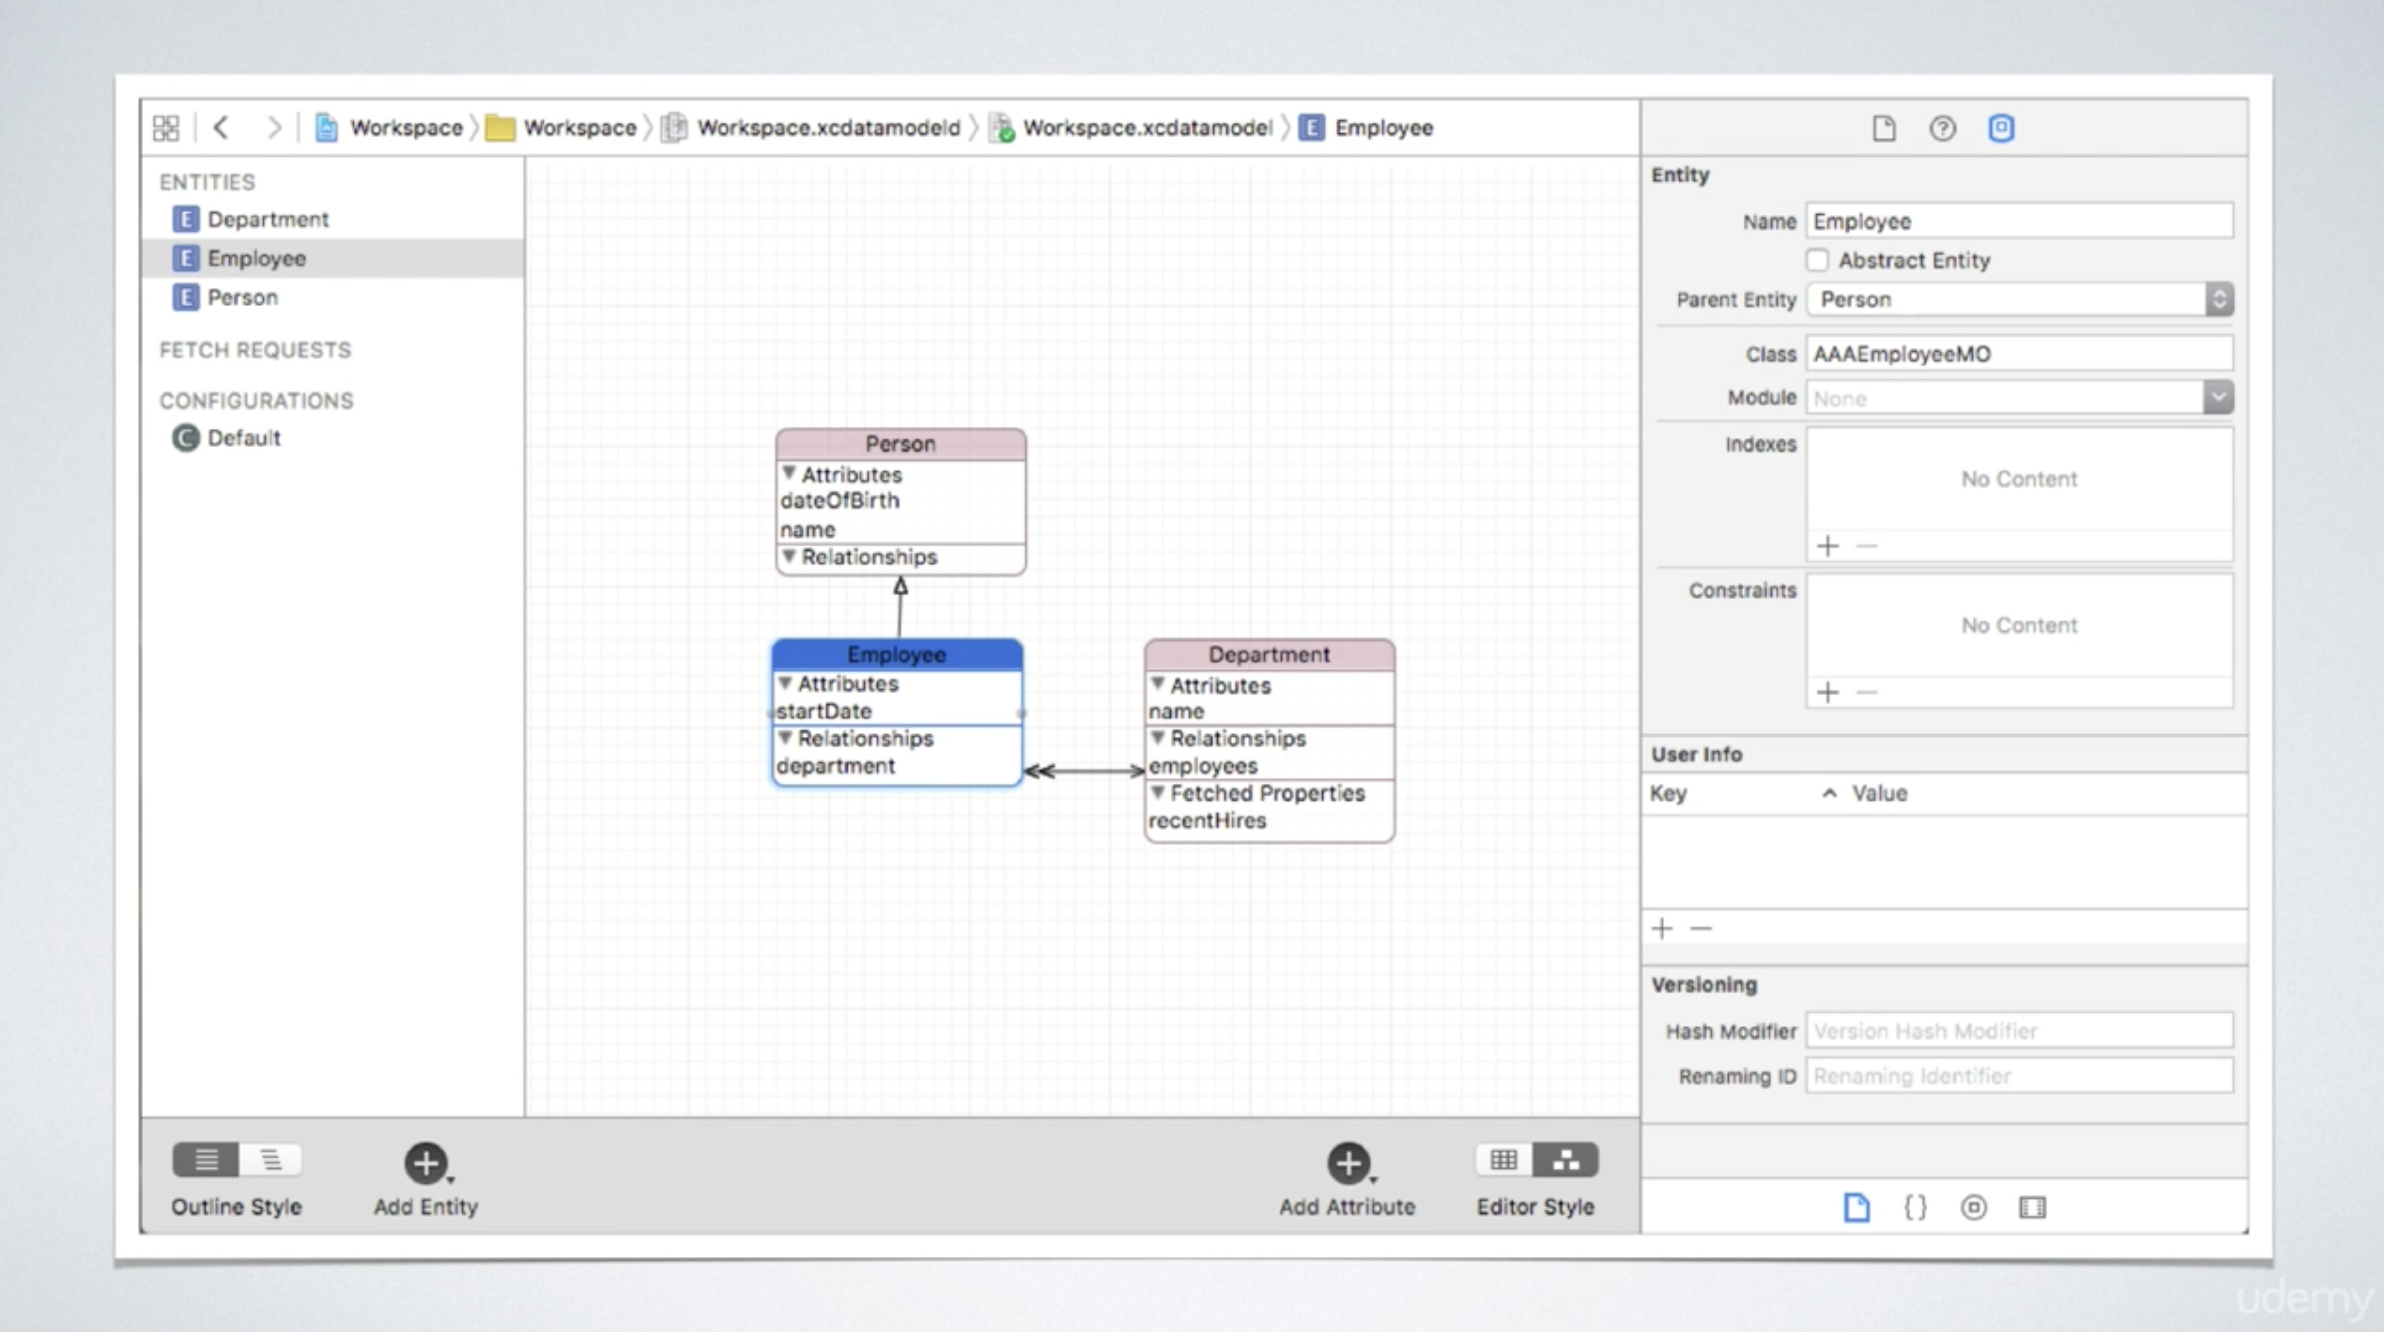 Workspace Workspace Workspace.xcdatamodeld Workspace.xcdatamodel E Employee
ENTITIES
E Department
E Employee
E Person
FETCH REQUESTS
CONFIGURATIONS
C Default
Person
Attributes
dateOfBirth
name
Relationships
Employee
Attributes
startDate
Relationships
department
Department
Attributes
name
Relationships
employees
Fetched Properties
recentHires
Outline Style
Add Entity
Add Attribute
Editor Style
Entity
Name Employee
Abstract Entity
Parent Entity Person
Class AAAEmployeeMO
Module None
Indexes
No Content
Constraints
No Content
User Info
Key Value
Versioning
Hash Modifier Version Hash Modifier
Renaming ID Renaming Identifier
{}
udemy